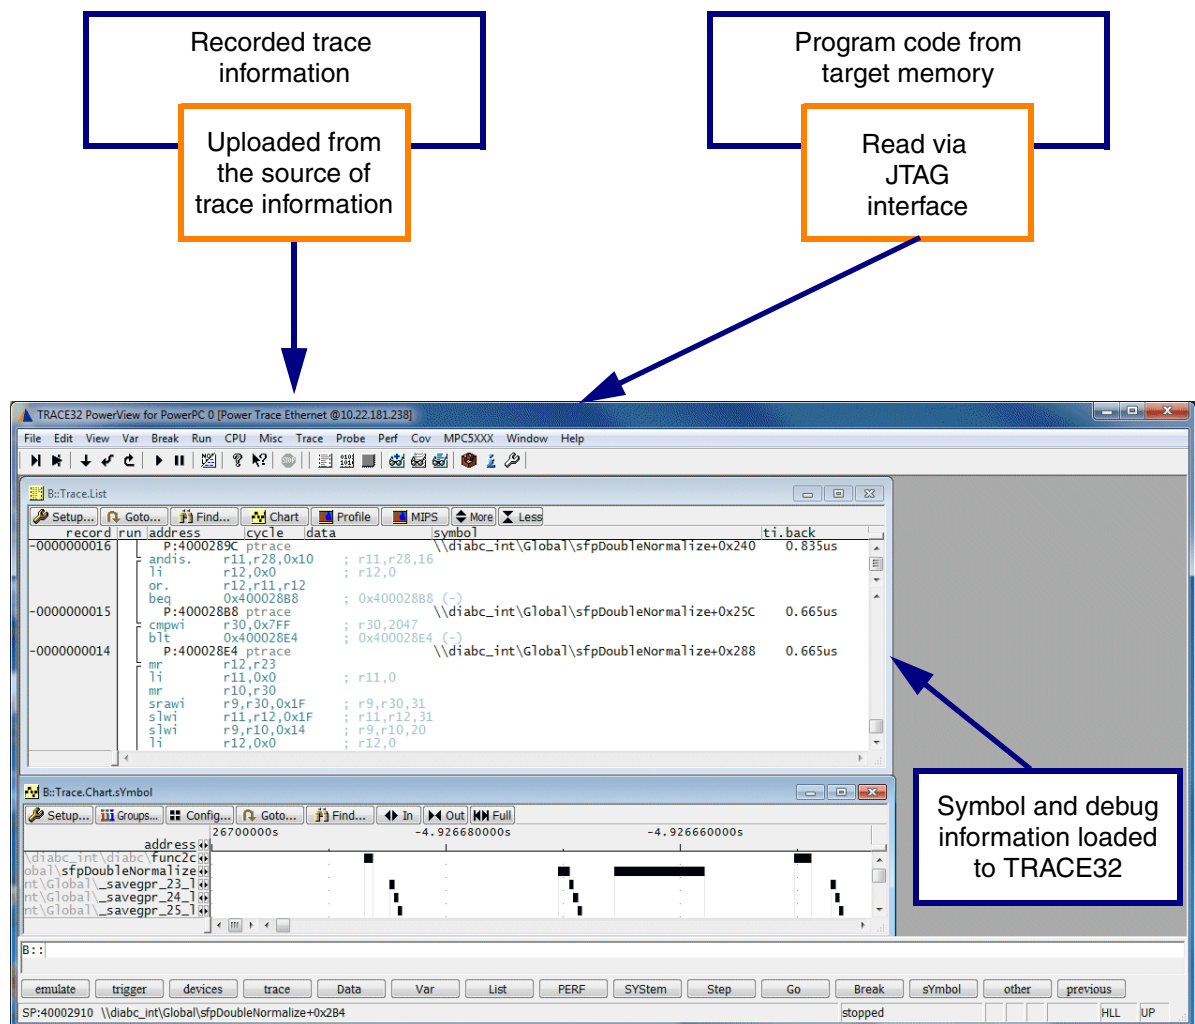 Recorded trace
information
Uploaded from
the source of
trace information
Program code from
target memory
Read via
JTAG
interface
TRACE32 PowerView for PowerPC 0 [Power Trace Ethernet @10.22.181.238]
File Edit View Var Break Run CPU Misc Trace Probe Perf Cov MPC5XXX Window Help
B::Trace.List
Setup... Goto... Find... Chart Profile MIPS More Less
record run address cycle data symbol ti.back
-0000000016 P:4000289C ptrace \\diabc_int\Global\sfpDoubleNormalize+0x240 0.835us
andis. r11,r28,0x10 ; r11,r28,16
li r12,0x0 ; r12,0
or. r12,r11,r12
beq 0x400028B8 ; 0x400028B8 (-)
-0000000015 P:400028B8 ptrace \\diabc_int\Global\sfpDoubleNormalize+0x25C 0.665us
cmpwi r30,0x7FF ; r30,2047
blt 0x400028E4 ; 0x400028E4 (-)
-0000000014 P:400028E4 ptrace \\diabc_int\Global\sfpDoubleNormalize+0x288 0.665us
mr r12,r23
li r11,0x0 ; r11,0
mr r10,r30
srawi r9,r30,0x1F ; r9,r30,31
slwi r11,r12,0x1F ; r11,r12,31
slwi r9,r10,0x14 ; r9,r10,20
li r12,0x0 ; r12,0
Symbol and debug
information loaded
to TRACE32
B::Trace.Chart.sYmbol
Setup... Groups... Config... Goto... Find... In Out Full
26700000s -4.926680000s -4.926660000s
address
\diabc_int\diabc\func2c
obal\sfpDoubleNormalize
nt\Global\_savegpr_23_l
nt\Global\_savegpr_24_l
nt\Global\_savegpr_25_l
B::
emulate trigger devices trace Data Var List PERF SYStem Step Go Break sYmbol other previous
SP:40002910 \\diabc_int\Global\sfpDoubleNormalize+0x2B4 stopped HLL UP